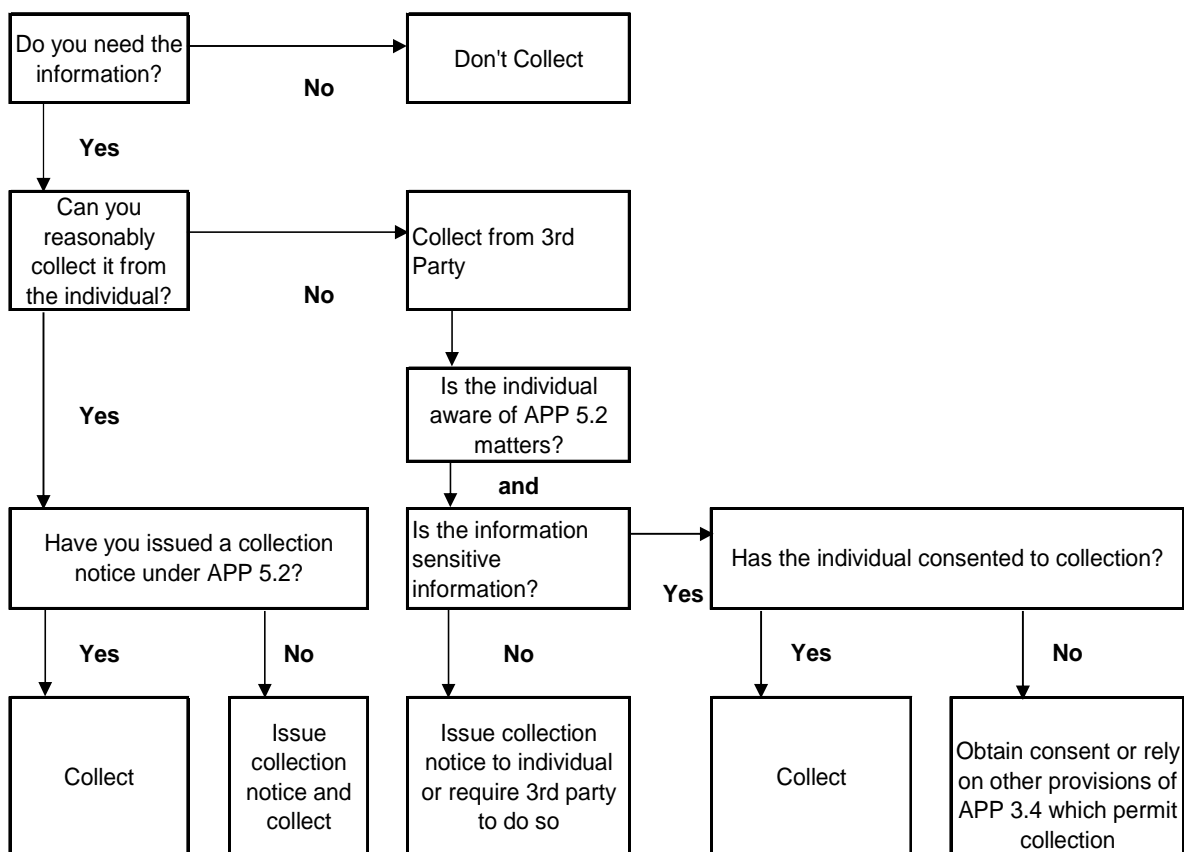 Do you need the
information?
Don't Collect
No
Yes
Can you
reasonably
collect it from
the individual?
Collect from 3rd
Party
No
Is the individual
aware of APP 5.2
matters?
Yes
and
Have you issued a collection
notice under APP 5.2?
Is the information
sensitive
information?
Has the individual consented to collection?
Yes
Yes
No
No
Yes
No
Collect
Issue
collection
notice and
collect
Issue collection
notice to individual
or require 3rd party
to do so
Collect
Obtain consent or rely
on other provisions of
APP 3.4 which permit
collection